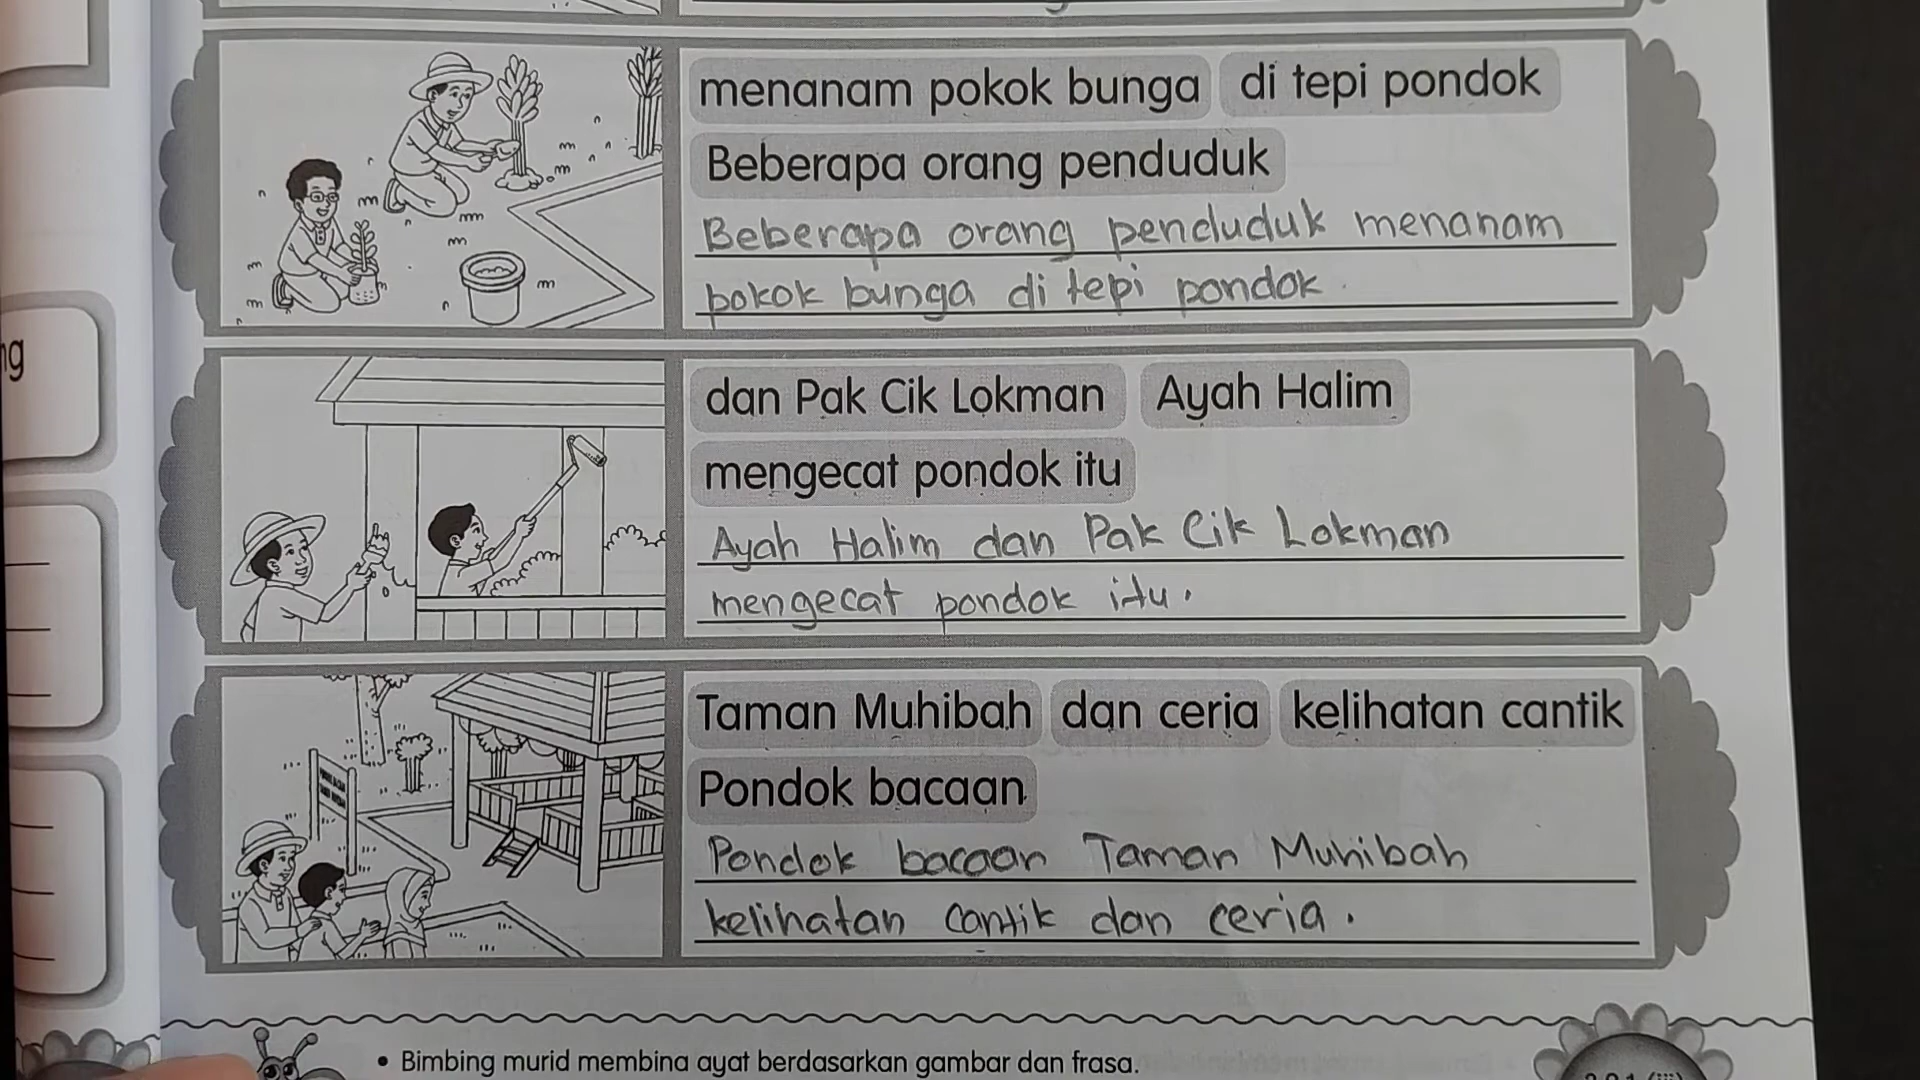 menanam pokok bunga di tepi pondok
Beberapa orang penduduk
Beberapa orang penduduk menanam
pokok bunga di tepi pondok.
dan Pak Cik Lokman Ayah Halim
mengecat pondok itu
Ayah Halim dan Pak Cik Lokman
mengecat pondok itu.
Taman Muhibah dan ceria kelihatan cantik
Pondok bacaan
Pondok bacaan Taman Muhibah
kelihatan cantik dan ceria.
• Bimbing murid membina ayat berdasarkan gambar dan frasa.